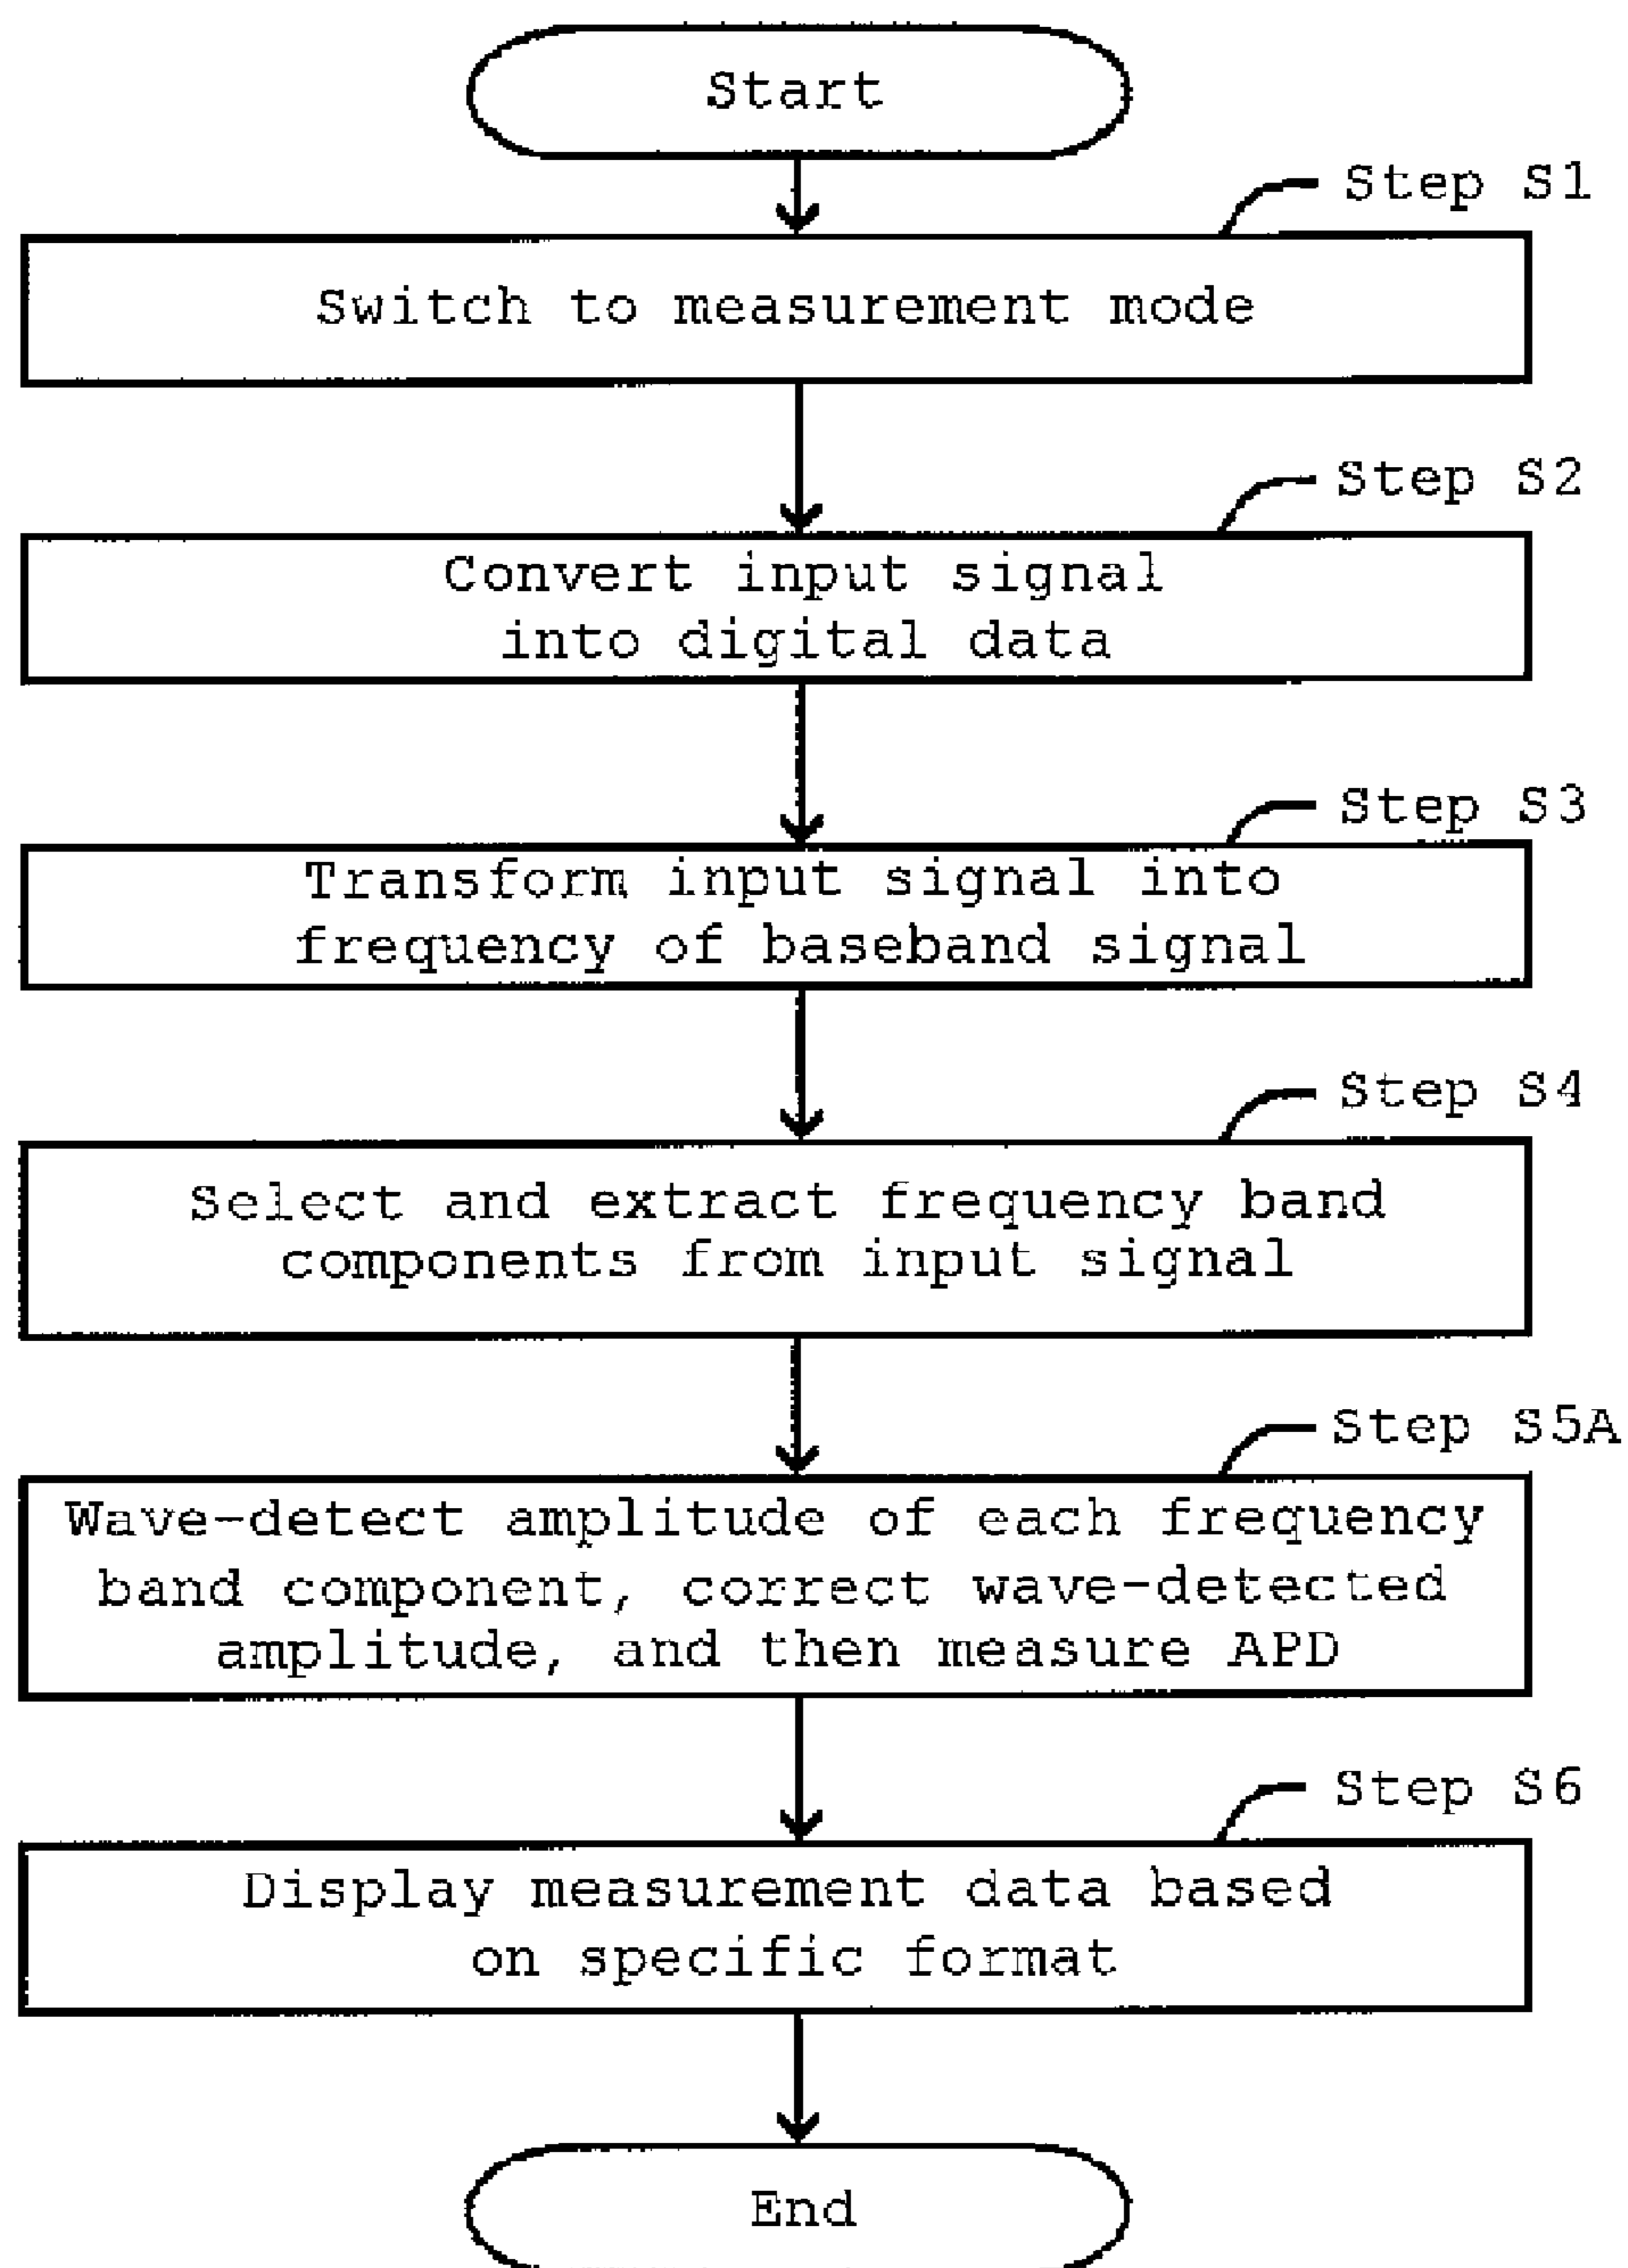 Start
Step S1
Switch to measurement mode
Step S2
Convert input signal
into digital data
Step S3
Transform input signal into
frequency of baseband signal
Step S4
Select and extract frequency band
components from input signal
Step S5A
Wave-detect amplitude of each frequency
band component, correct wave-detected
amplitude, and then measure APD
Step S6
Display measurement data based
on specific format
End